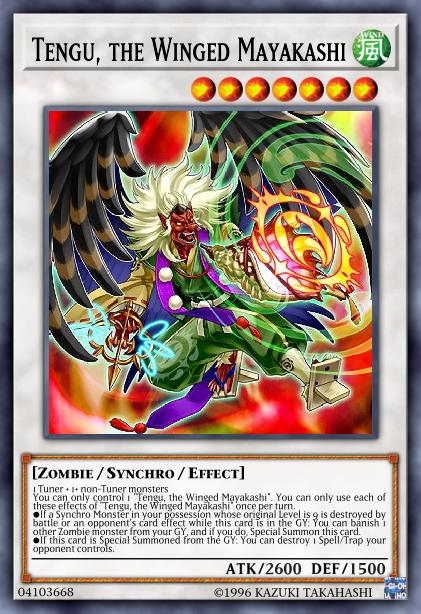 TENGU, THE WINGED MAYAKASHI
WIND
風
[ZOMBIE / SYNCHRO / EFFECT]
1 Tuner + 1+ non-Tuner monsters
You can only control 1 "Tengu, the Winged Mayakashi". You can only use each of
these effects of "Tengu, the Winged Mayakashi" once per turn.
●If a Synchro Monster in your possession whose original Level is 9 is destroyed by
battle or an opponent's card effect while this card is in the GY: You can banish 1
other Zombie monster from your GY, and if you do, Special Summon this card.
●If this card is Special Summoned from the GY: You can destroy 1 Spell/Trap your
opponent controls.
ATK/2600 DEF/1500
04103668
©1996 KAZUKI TAKAHASHI